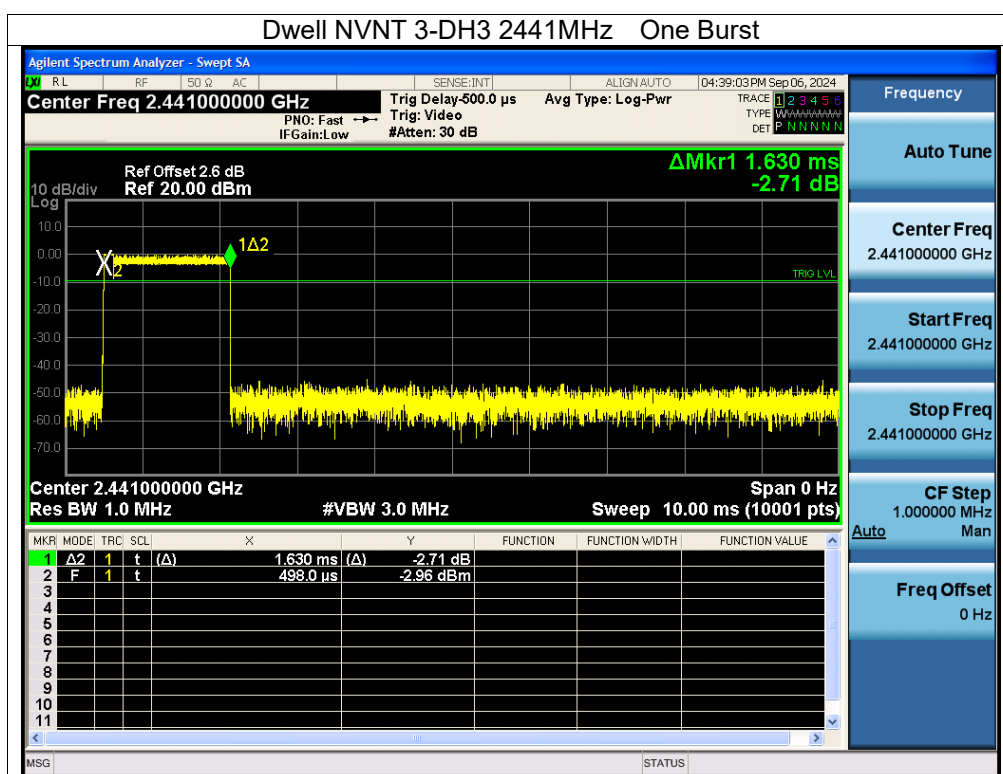 Dwell NVNT 3-DH3 2441MHz One Burst
Agilent Spectrum Analyzer - Swept SA
LXI RL RF 50 Ω AC SENSE:INT ALIGN AUTO 04:39:03 PM Sep 06, 2024
Center Freq 2.441000000 GHz
PNO: Fast
IFGain:Low
Trig Delay-500.0 µs
Trig: Video
#Atten: 30 dB
Avg Type: Log-Pwr
TRACE 1 2 3 4 5 6
TYPE WWWWWW
DET P N N N N N
Ref Offset 2.6 dB
10 dB/div Ref 20.00 dBm
Log
ΔMkr1 1.630 ms
-2.71 dB
10.0
0.00
-10.0
-20.0
-30.0
-40.0
-50.0
-60.0
-70.0
X2
1Δ2
TRIG LVL
Center 2.441000000 GHz Span 0 Hz
Res BW 1.0 MHz #VBW 3.0 MHz Sweep 10.00 ms (10001 pts)
MKR MODE TRC SCL X Y FUNCTION FUNCTION WIDTH FUNCTION VALUE
1 Δ2 1 t (Δ) 1.630 ms (Δ) -2.71 dB
2 F 1 t 498.0 µs -2.96 dBm
3
4
5
6
7
8
9
10
11
MSG STATUS
Frequency
Auto Tune
Center Freq
2.441000000 GHz
Start Freq
2.441000000 GHz
Stop Freq
2.441000000 GHz
CF Step
1.000000 MHz
Auto Man
Freq Offset
0 Hz